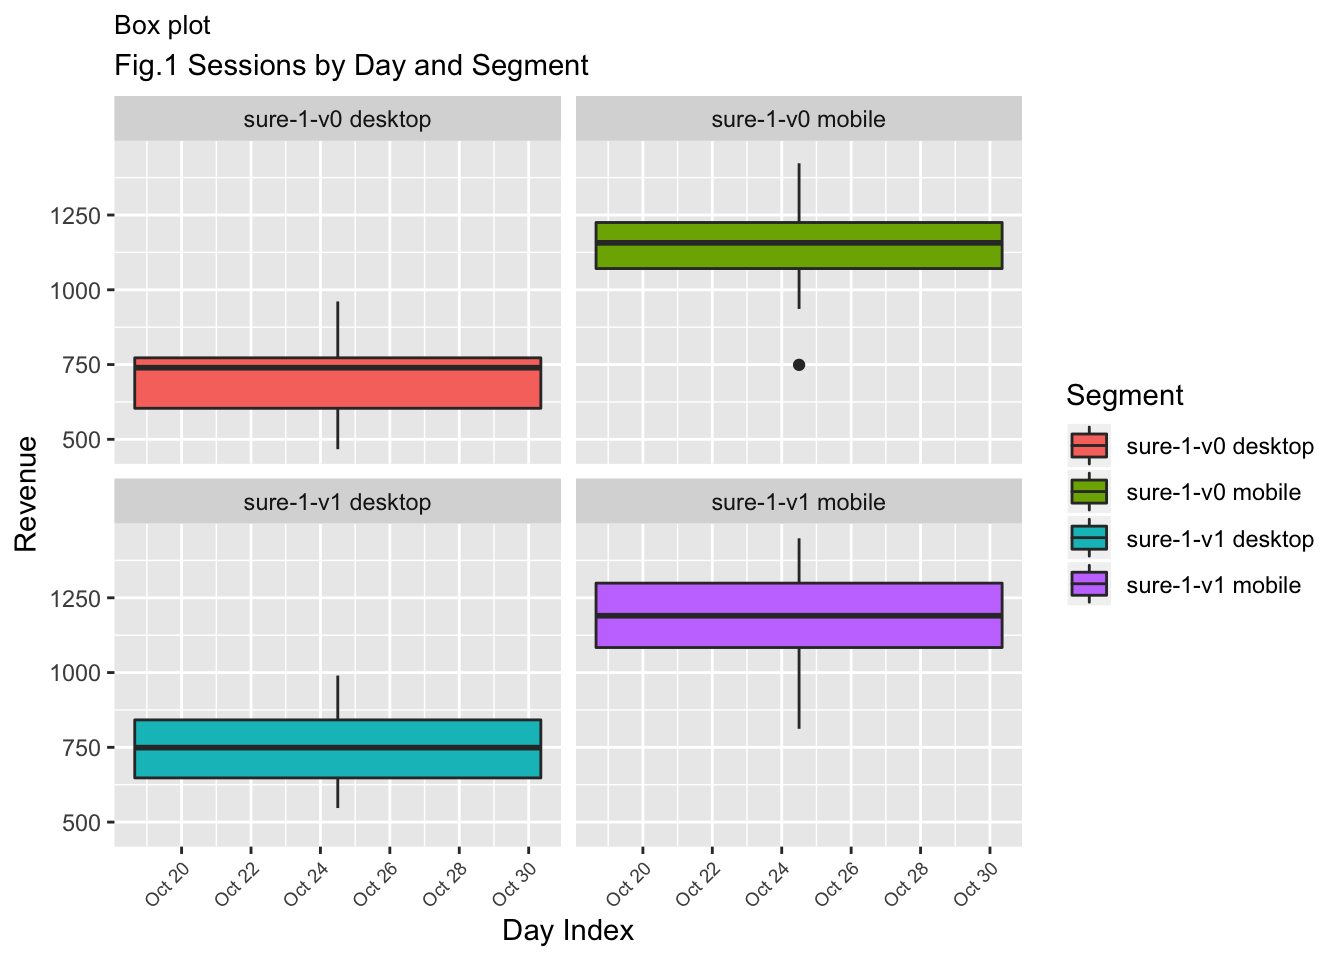 Box plot
Fig.1 Sessions by Day and Segment
sure-1-v0 desktop
sure-1-v0 mobile
1250
1000
750
500
sure-1-v1 desktop
sure-1-v1 mobile
1250
1000
750
500
Revenue
Oct 20
Oct 22
Oct 24
Oct 26
Oct 28
Oct 30
Oct 20
Oct 22
Oct 24
Oct 26
Oct 28
Oct 30
Day Index
Segment
sure-1-v0 desktop
sure-1-v0 mobile
sure-1-v1 desktop
sure-1-v1 mobile